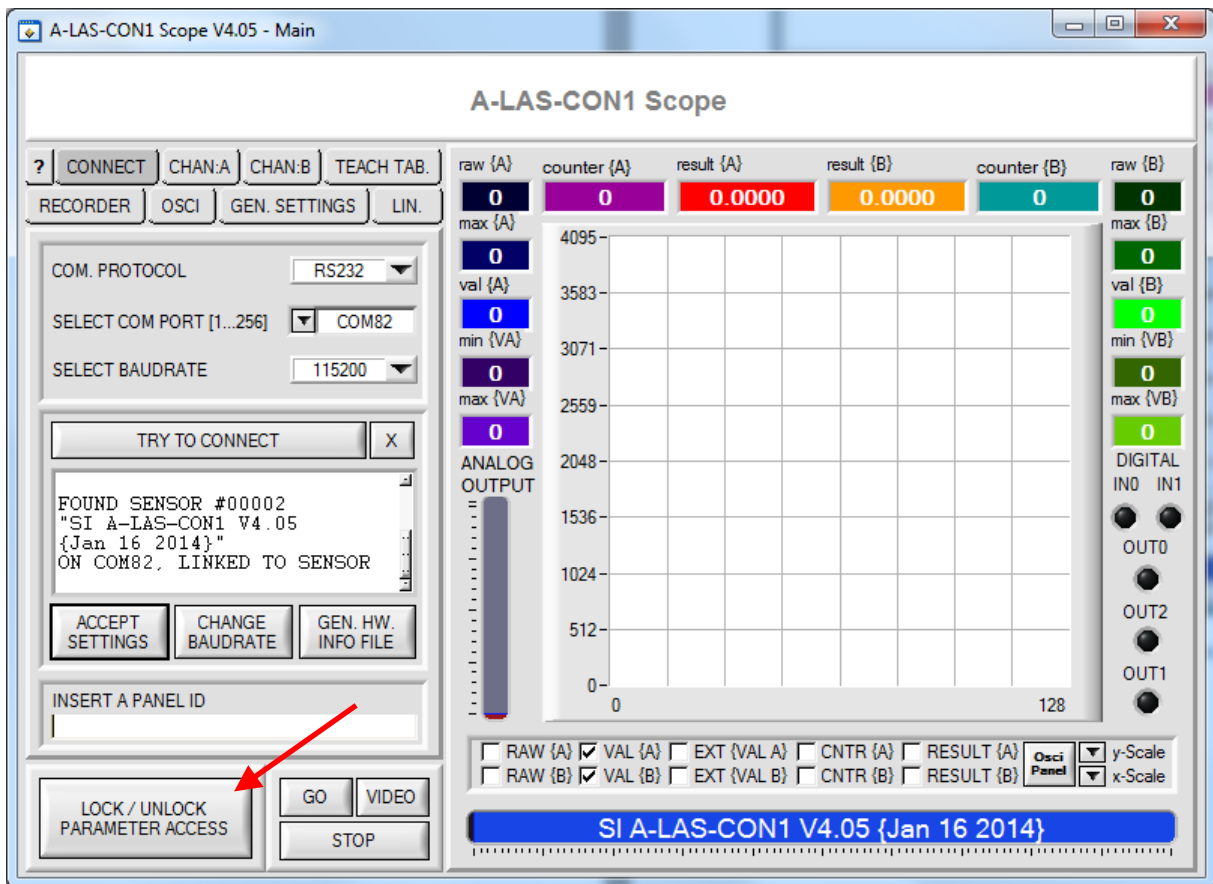 A-LAS-CON1 Scope V4.05 - Main
A-LAS-CON1 Scope
? CONNECT CHAN:A CHAN:B TEACH TAB.
RECORDER OSCI GEN. SETTINGS LIN.
COM. PROTOCOL RS232
SELECT COM PORT [1...256] COM82
SELECT BAUDRATE 115200
TRY TO CONNECT X
FOUND SENSOR #00002
"SI A-LAS-CON1 V4.05
{Jan 16 2014}"
ON COM82, LINKED TO SENSOR
ACCEPT
SETTINGS
CHANGE
BAUDRATE
GEN. HW.
INFO FILE
INSERT A PANEL ID
LOCK / UNLOCK
PARAMETER ACCESS
GO VIDEO
STOP
raw {A} counter {A} result {A} result {B} counter {B} raw {B}
0 0 0.0000 0.0000 0 0
max {A}
0
val {A}
0
min {VA}
0
max {VA}
0
ANALOG
OUTPUT
4095
3583
3071
2559
2048
1536
1024
512
0
0 128
max {B}
0
val {B}
0
min {VB}
0
max {VB}
0
DIGITAL
IN0 IN1
OUT0
OUT2
OUT1
RAW {A} VAL {A} EXT {VAL A} CNTR {A} RESULT {A}
RAW {B} VAL {B} EXT {VAL B} CNTR {B} RESULT {B}
Osci
Panel
y-Scale
x-Scale
SI A-LAS-CON1 V4.05 {Jan 16 2014}